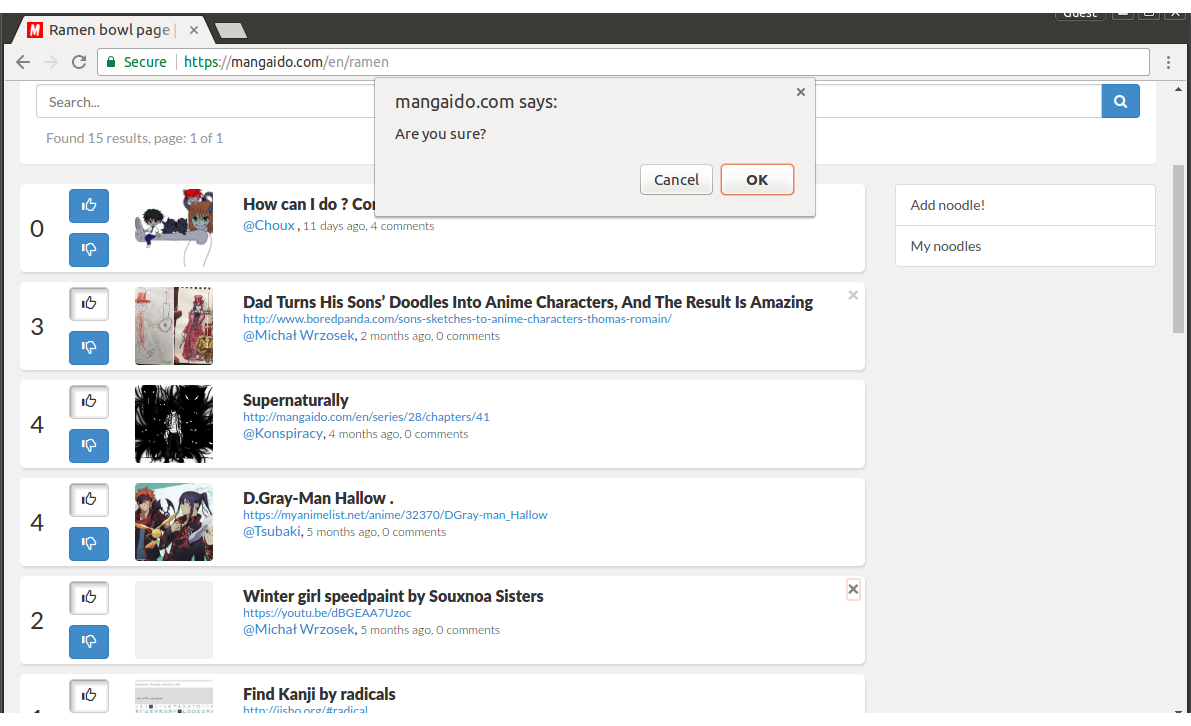 Guest
Ramen bowl page |
Secure
https://mangaido.com/en/ramen
mangaido.com says:
Are you sure?
Cancel
OK
Search...
Found 15 results, page: 1 of 1
0
How can I do ?
@Choux , 11 days ago, 4 comments
Add noodle!
My noodles
3
Dad Turns His Sons’ Doodles Into Anime Characters, And The Result Is Amazing
http://www.boredpanda.com/sons-sketches-to-anime-characters-thomas-romain/
@Michał Wrzosek, 2 months ago, 0 comments
4
Supernaturally
http://mangaido.com/en/series/28/chapters/41
@Konspiracy, 4 months ago, 0 comments
4
D.Gray-Man Hallow .
https://myanimelist.net/anime/32370/DGray-man_Hallow
@Tsubaki, 5 months ago, 0 comments
2
Winter girl speedpaint by Souxnoa Sisters
https://youtu.be/dBGEAA7Uzoc
@Michał Wrzosek, 5 months ago, 0 comments
Find Kanji by radicals
http://jisho.org/#radical